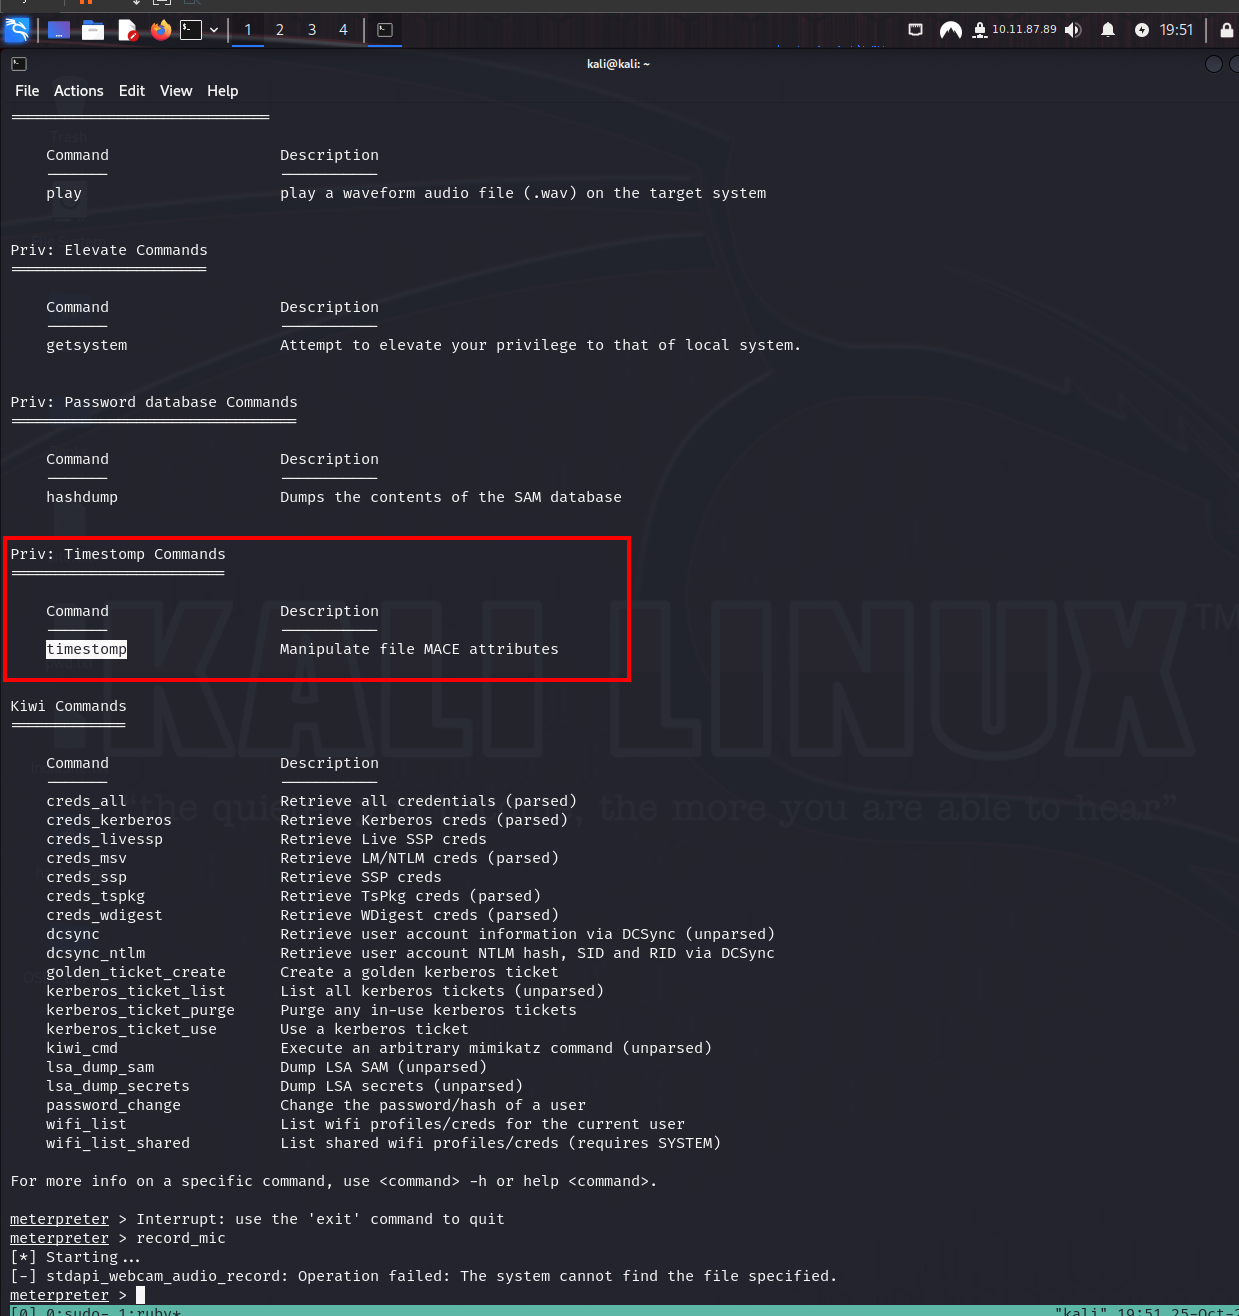 1 2 3 4 10.11.87.89 19:51
kali@kali: ~
File Actions Edit View Help
==============================
Command Description
------- -----------
play play a waveform audio file (.wav) on the target system
Priv: Elevate Commands
======================
Command Description
------- -----------
getsystem Attempt to elevate your privilege to that of local system.
Priv: Password database Commands
================================
Command Description
------- -----------
hashdump Dumps the contents of the SAM database
Priv: Timestomp Commands
========================
Command Description
------- -----------
timestomp Manipulate file MACE attributes
KALI LINUX™
Kiwi Commands
=============
Command Description
------- -----------
creds_all Retrieve all credentials (parsed)
creds_kerberos Retrieve Kerberos creds (parsed)
"the quie , the more you are able to hear”
creds_livessp Retrieve Live SSP creds
creds_msv Retrieve LM/NTLM creds (parsed)
creds_ssp Retrieve SSP creds
creds_tspkg Retrieve TsPkg creds (parsed)
creds_wdigest Retrieve WDigest creds (parsed)
dcsync Retrieve user account information via DCSync (unparsed)
dcsync_ntlm Retrieve user account NTLM hash, SID and RID via DCSync
golden_ticket_create Create a golden kerberos ticket
kerberos_ticket_list List all kerberos tickets (unparsed)
kerberos_ticket_purge Purge any in-use kerberos tickets
kerberos_ticket_use Use a kerberos ticket
kiwi_cmd Execute an arbitrary mimikatz command (unparsed)
lsa_dump_sam Dump LSA SAM (unparsed)
lsa_dump_secrets Dump LSA secrets (unparsed)
password_change Change the password/hash of a user
wifi_list List wifi profiles/creds for the current user
wifi_list_shared List shared wifi profiles/creds (requires SYSTEM)
For more info on a specific command, use <command> -h or help <command>.
meterpreter > Interrupt: use the 'exit' command to quit
meterpreter > record_mic
[*] Starting...
[-] stdapi_webcam_audio_record: Operation failed: The system cannot find the file specified.
meterpreter >
[0] 0:sudo- 1:ruby* "kali" 19:51 25-Oct-2